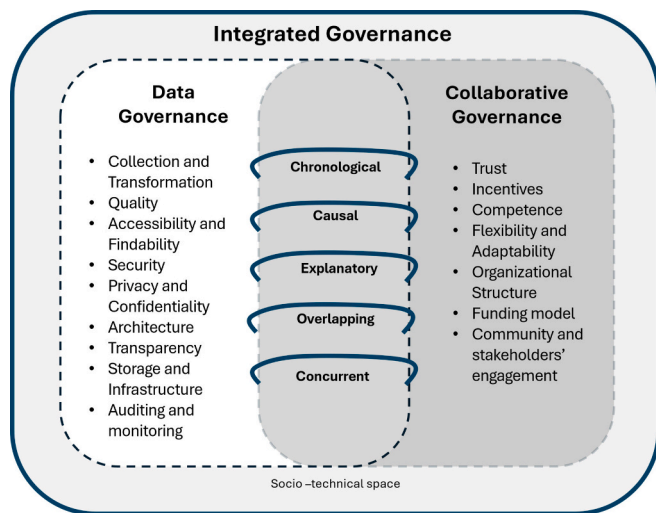 Integrated Governance
Data
Governance
• Collection and
Transformation
• Quality
• Accessibility and
Findability
• Security
• Privacy and
Confidentiality
• Architecture
• Transparency
• Storage and
Infrastructure
• Auditing and
monitoring
Chronological
Causal
Explanatory
Overlapping
Concurrent
Collaborative
Governance
• Trust
• Incentives
• Competence
• Flexibility and
Adaptability
• Organizational
Structure
• Funding model
• Community and
stakeholders’
engagement
Socio –technical space